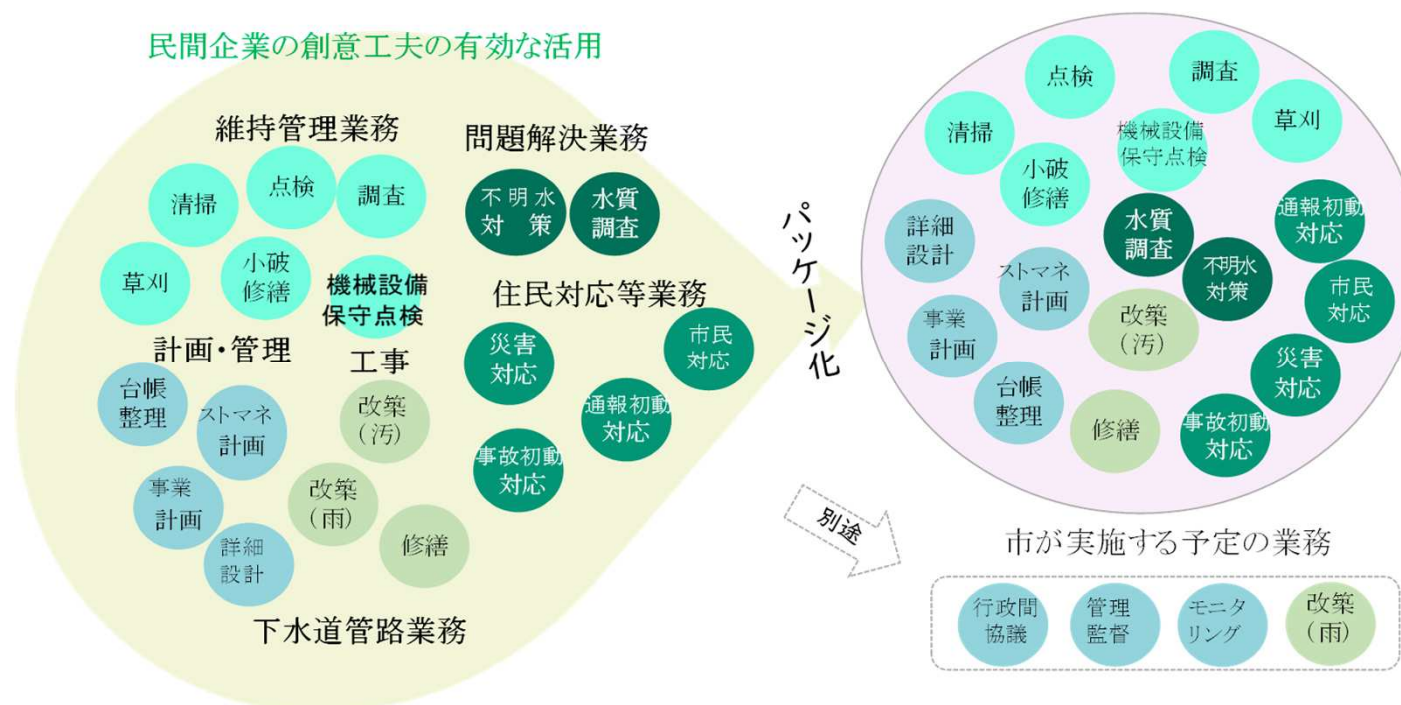 民間企業の創意工夫の有効な活用
維持管理業務
清掃
点検
調査
草刈
小破
修繕
機械設備
保守点検
問題解決業務
不明水
対策
水質
調査
計画・管理
台帳
整理
ストマネ
計画
事業
計画
詳細
設計
工事
改築
(汚)
改築
(雨)
修繕
住民対応等業務
災害
対応
市民
対応
通報初動
対応
事故初動
対応
下水道管路業務
パッケージ化
別途
点検
調査
清掃
機械設備
保守点検
草刈
小破
修繕
詳細
設計
ストマネ
計画
水質
調査
不明水
対策
通報初動
対応
市民
対応
事業
計画
改築
(汚)
災害
対応
台帳
整理
修繕
事故初動
対応
市が実施する予定の業務
行政間
協議
管理
監督
モニタ
リング
改築
(雨)